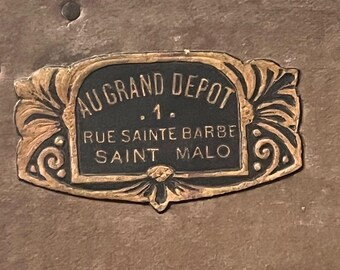 AU GRAND DEPOT
. 1 .
RUE SAINTE BARBE
SAINT MALO